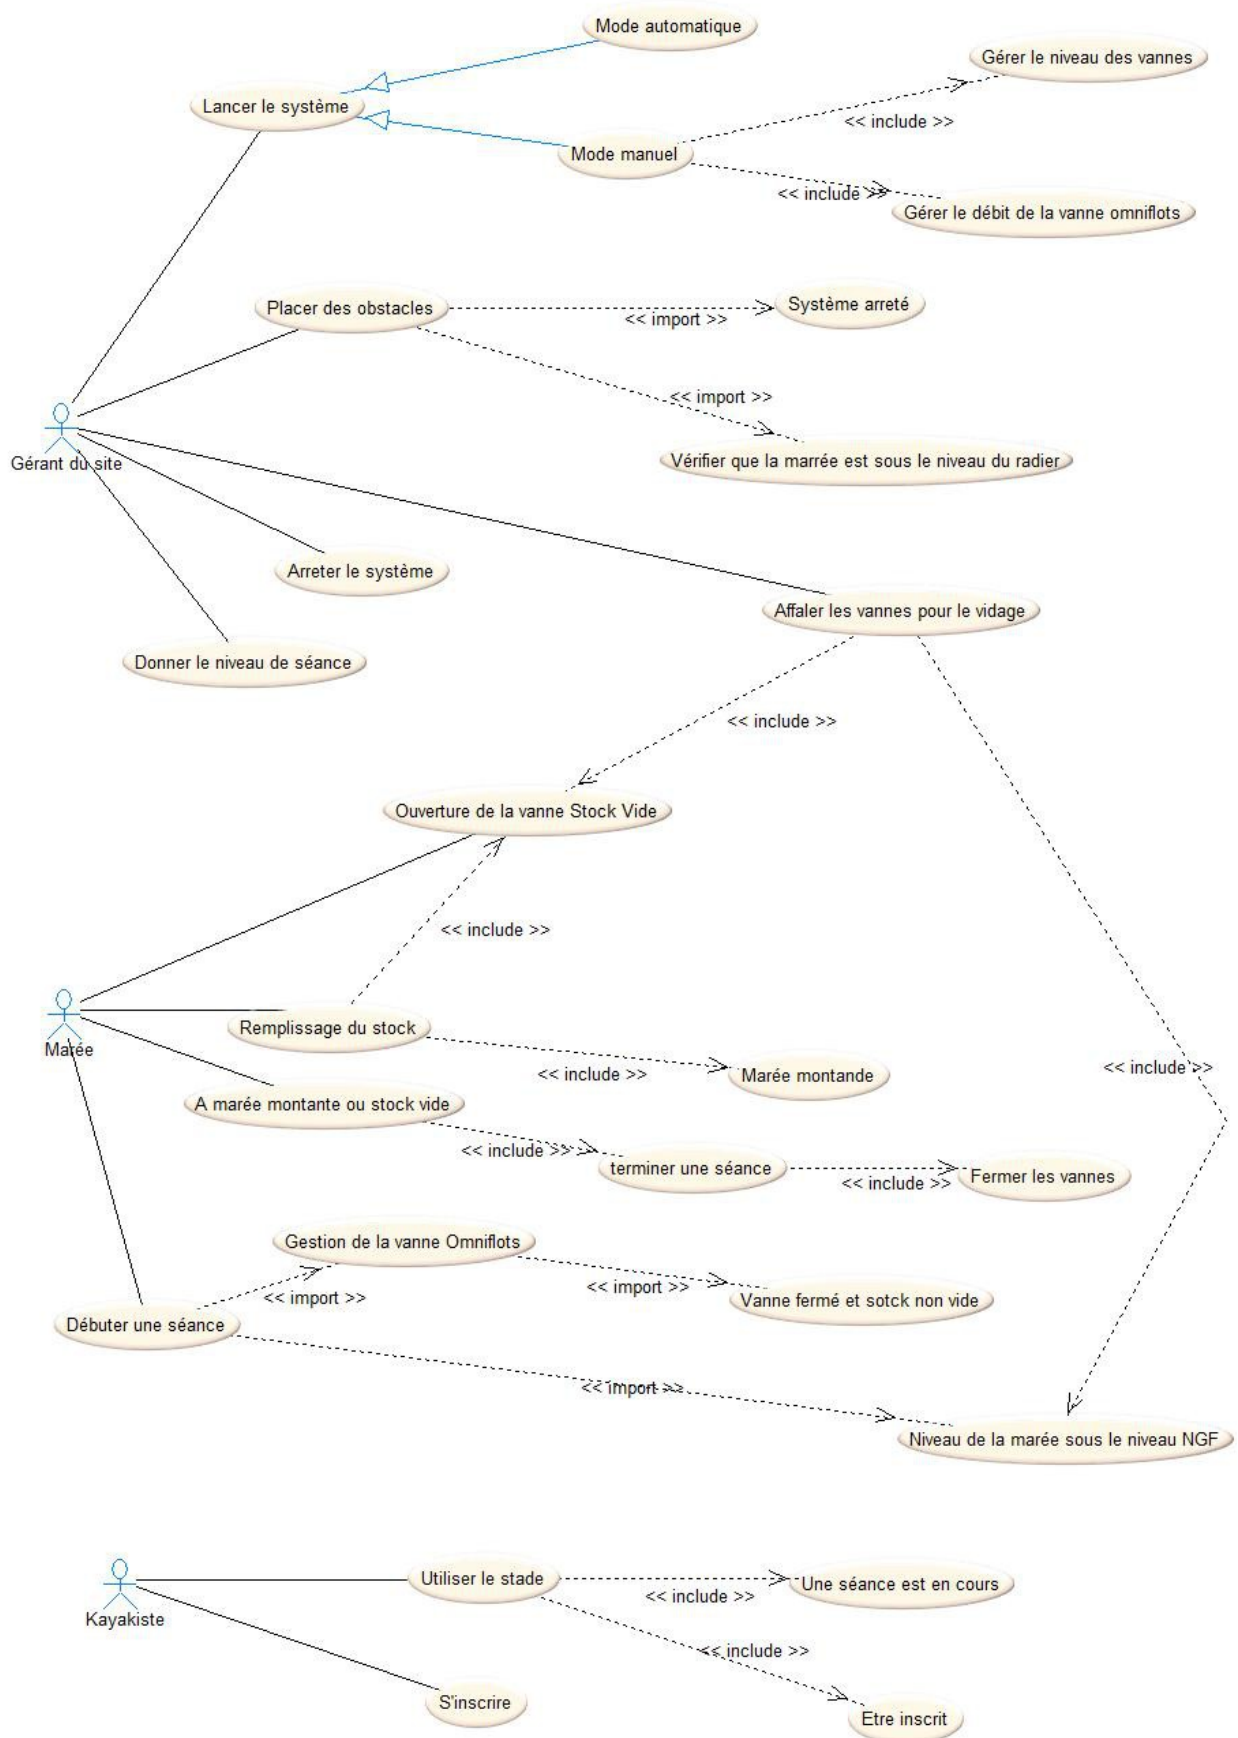 Mode automatique
Gérer le niveau des vannes
Lancer le système
<< include >>
Mode manuel
<< include >>
Gérer le débit de la vanne omniflots
Placer des obstacles
Système arreté
<< import >>
<< import >>
Gérant du site
Vérifier que la marrée est sous le niveau du radier
Arreter le système
Affaler les vannes pour le vidage
Donner le niveau de séance
<< include >>
Ouverture de la vanne Stock Vide
<< include >>
Remplissage du stock
Marée
<< include >>
Marée montande
<< include >>
A marée montante ou stock vide
<< include >>
terminer une séance
<< include >>
Fermer les vannes
Gestion de la vanne Omniflots
<< import >>
<< import >>
Vanne fermé et sotck non vide
Débuter une séance
<< import >>
Niveau de la marée sous le niveau NGF
Utiliser le stade
Une séance est en cours
<< include >>
Kayakiste
<< include >>
S'inscrire
Etre inscrit